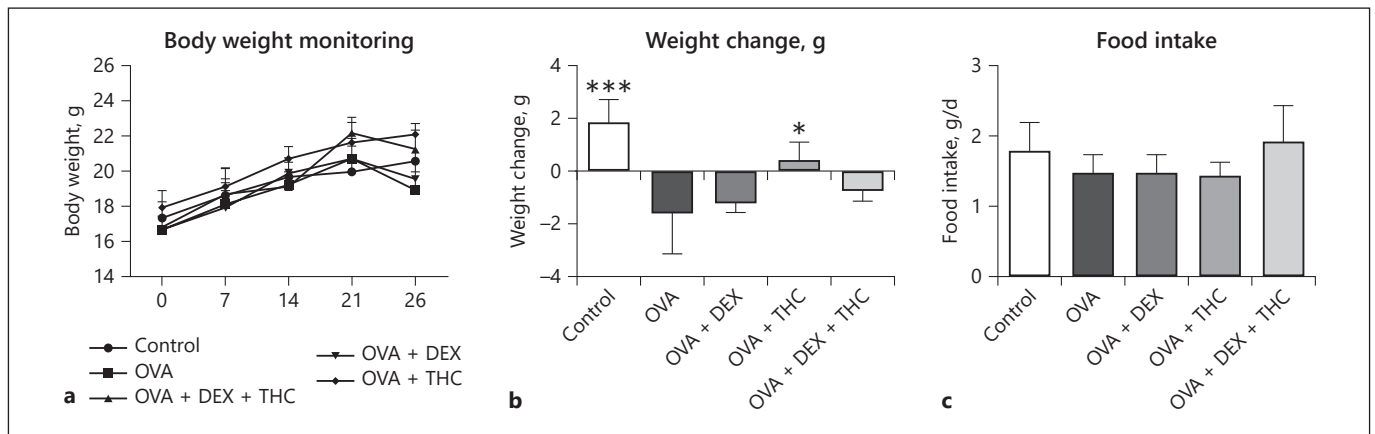 Body weight monitoring
26
24
22
20
18
16
14
Body weight, g
0 7 14 21 26
Control
OVA
OVA + DEX + THC
OVA + DEX
OVA + THC
a
Weight change, g
4
2
0
–2
–4
Weight change, g
***
*
Control
OVA
OVA + DEX
OVA + THC
OVA + DEX + THC
b
Food intake
3
2
1
0
Food intake, g/d
Control
OVA
OVA + DEX
OVA + THC
OVA + DEX + THC
c